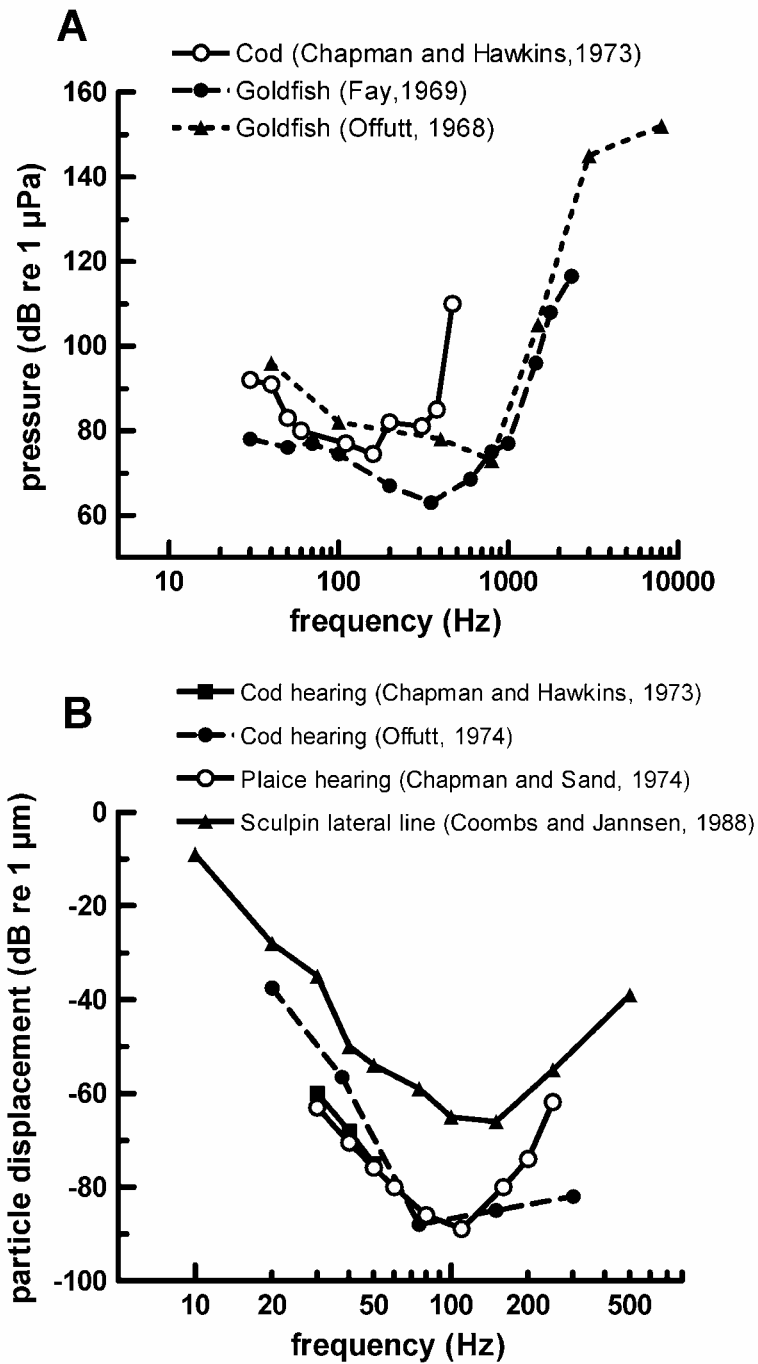 A
Cod (Chapman and Hawkins,1973)
Goldfish (Fay,1969)
Goldfish (Offutt, 1968)
160
140
120
100
80
60
pressure (dB re 1 µPa)
10 100 1000 10000
frequency (Hz)
B
Cod hearing (Chapman and Hawkins, 1973)
Cod hearing (Offutt, 1974)
Plaice hearing (Chapman and Sand, 1974)
Sculpin lateral line (Coombs and Jannsen, 1988)
0
-20
-40
-60
-80
-100
particle displacement (dB re 1 µm)
10 20 50 100 200 500
frequency (Hz)